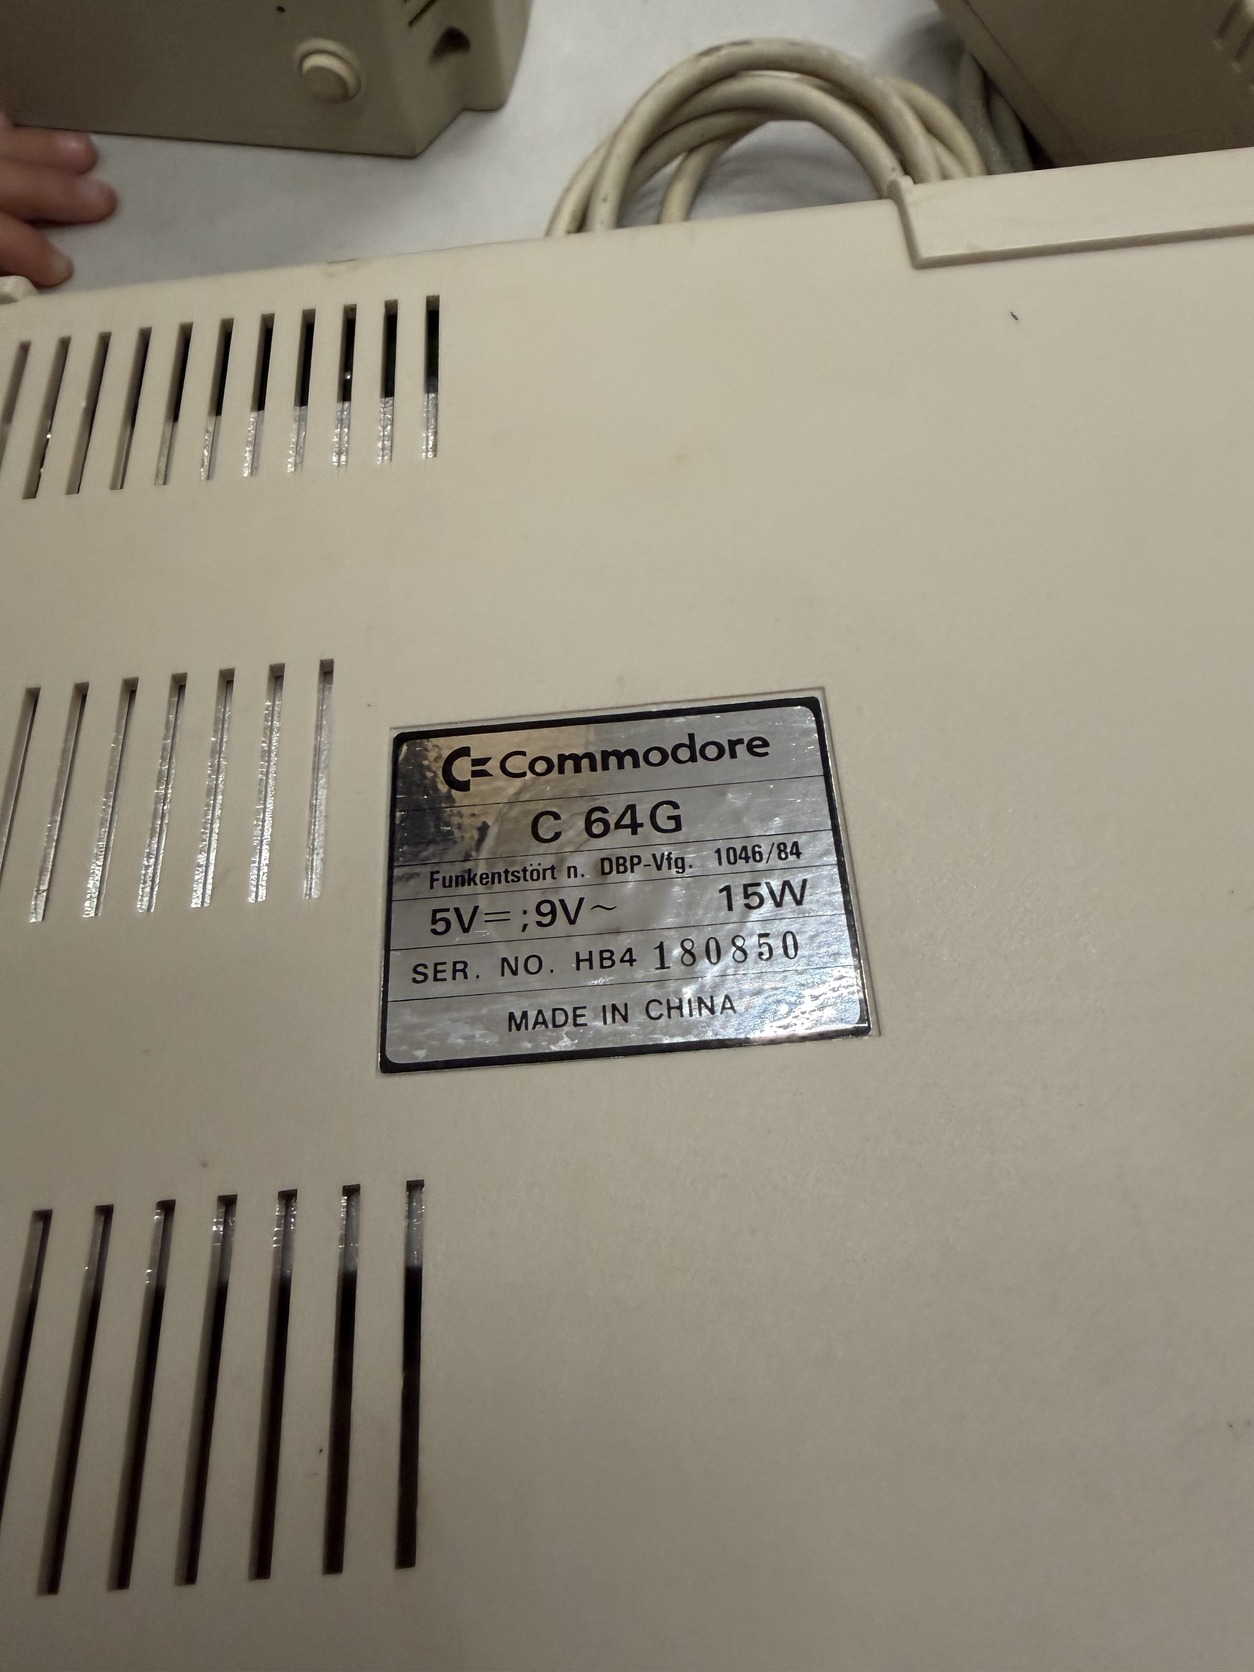 Commodore
C 64G
Funkentstört n. DBP-Vfg. 1046/84
5V⎓;9V~ 15W
SER. NO. HB4 180850
MADE IN CHINA